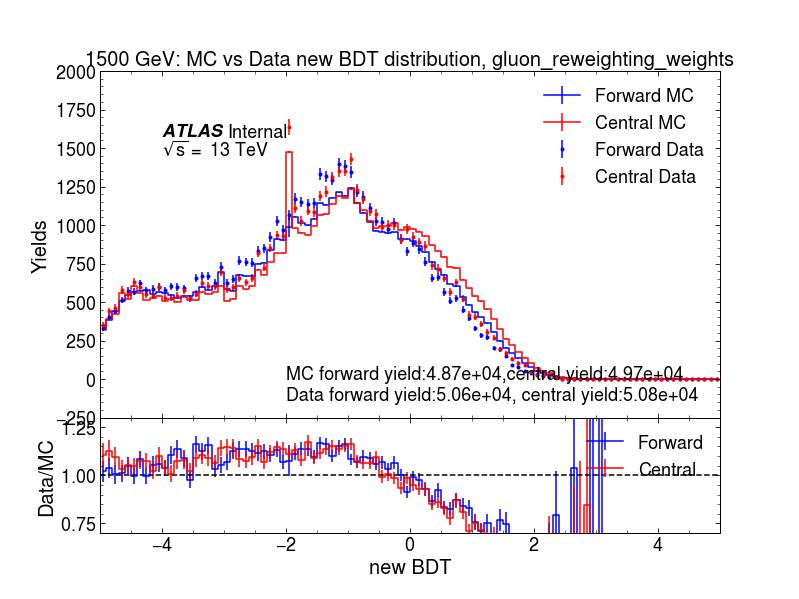 1500 GeV: MC vs Data new BDT distribution, gluon_reweighting_weights
2000
1750
1500
1250
1000
750
500
250
0
−250
Yields
ATLAS Internal
√s = 13 TeV
Forward MC
Central MC
Forward Data
Central Data
MC forward yield:4.87e+04,central yield:4.97e+04
Data forward yield:5.06e+04, central yield:5.08e+04
1.25
1.00
0.75
Data/MC
Forward
Central
−4
−2
0
2
4
new BDT